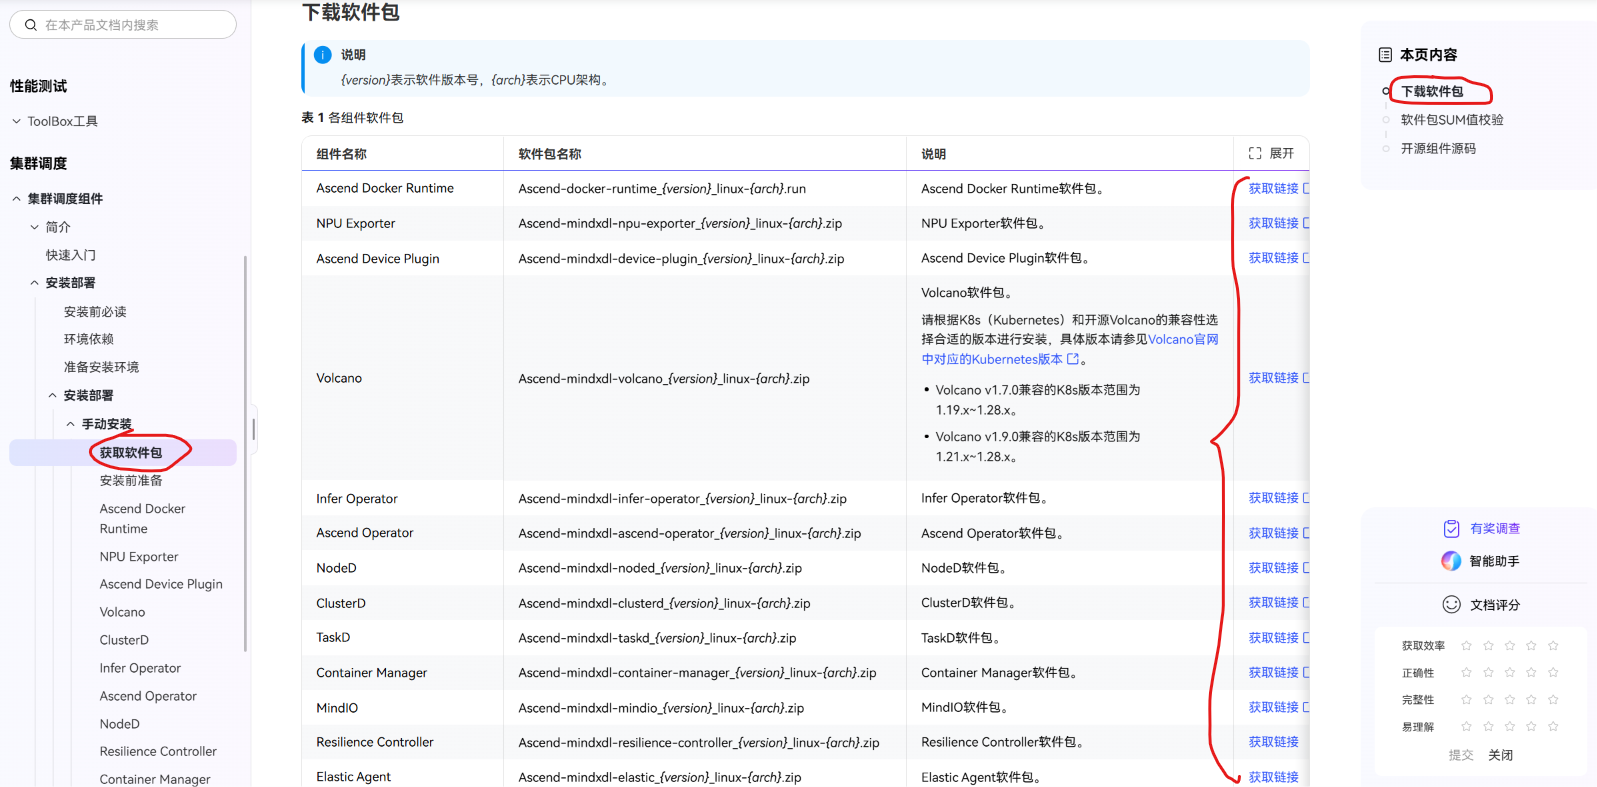 在本产品文档内搜索
性能测试
ToolBox工具
集群调度
集群调度组件
简介
快速入门
安装部署
安装前必读
环境依赖
准备安装环境
安装部署
手动安装
获取软件包
安装前准备
Ascend Docker
Runtime
NPU Exporter
Ascend Device Plugin
Volcano
ClusterD
Infer Operator
Ascend Operator
NodeD
Resilience Controller
Container Manager
下载软件包
说明
{version}表示软件版本号，{arch}表示CPU架构。
表 1 各组件软件包
组件名称 软件包名称 说明 展开
Ascend Docker Runtime Ascend-docker-runtime_{version}_linux-{arch}.run Ascend Docker Runtime软件包。 获取链接
NPU Exporter Ascend-mindxdl-npu-exporter_{version}_linux-{arch}.zip NPU Exporter软件包。 获取链接
Ascend Device Plugin Ascend-mindxdl-device-plugin_{version}_linux-{arch}.zip Ascend Device Plugin软件包。 获取链接
Volcano Ascend-mindxdl-volcano_{version}_linux-{arch}.zip Volcano软件包。
请根据K8s（Kubernetes）和开源Volcano的兼容性选
择合适的版本进行安装，具体版本请参见Volcano官网
中对应的Kubernetes版本。
• Volcano v1.7.0兼容的K8s版本范围为
1.19.x~1.28.x。
• Volcano v1.9.0兼容的K8s版本范围为
1.21.x~1.28.x。
获取链接
Infer Operator Ascend-mindxdl-infer-operator_{version}_linux-{arch}.zip Infer Operator软件包。 获取链接
Ascend Operator Ascend-mindxdl-ascend-operator_{version}_linux-{arch}.zip Ascend Operator软件包。 获取链接
NodeD Ascend-mindxdl-noded_{version}_linux-{arch}.zip NodeD软件包。 获取链接
ClusterD Ascend-mindxdl-clusterd_{version}_linux-{arch}.zip ClusterD软件包。 获取链接
TaskD Ascend-mindxdl-taskd_{version}_linux-{arch}.zip TaskD软件包。 获取链接
Container Manager Ascend-mindxdl-container-manager_{version}_linux-{arch}.zip Container Manager软件包。 获取链接
MindIO Ascend-mindxdl-mindio_{version}_linux-{arch}.zip MindIO软件包。 获取链接
Resilience Controller Ascend-mindxdl-resilience-controller_{version}_linux-{arch}.zip Resilience Controller软件包。 获取链接
Elastic Agent Ascend-mindxdl-elastic_{version}_linux-{arch}.zip Elastic Agent软件包。 获取链接
本页内容
下载软件包
软件包SUM值校验
开源组件源码
有奖调查
智能助手
文档评分
获取效率
正确性
完整性
易理解
提交 关闭